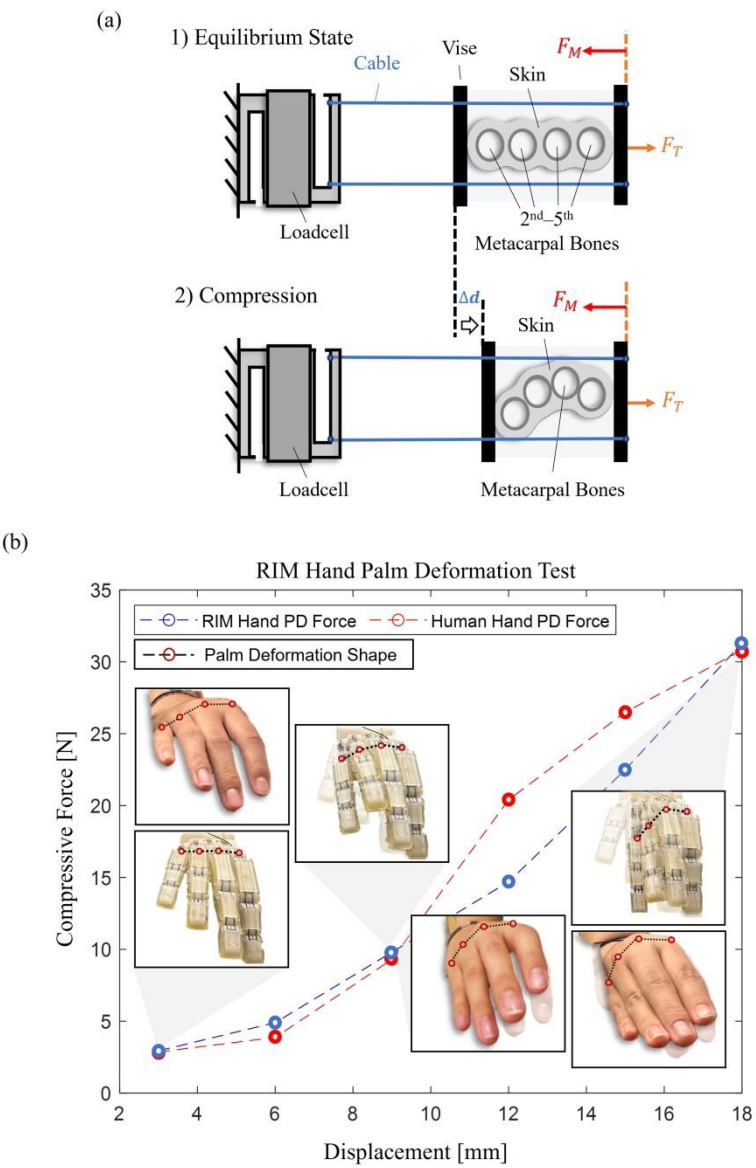 (a)
1) Equilibrium State
Cable
Vise
Skin
F_M
F_T
Loadcell
2nd–5th
Metacarpal Bones
2) Compression
Δd
Skin
F_M
F_T
Loadcell
Metacarpal Bones
(b)
RIM Hand Palm Deformation Test
RIM Hand PD Force
Human Hand PD Force
Palm Deformation Shape
Compressive Force [N]
35
30
25
20
15
10
5
0
2 4 6 8 10 12 14 16 18
Displacement [mm]